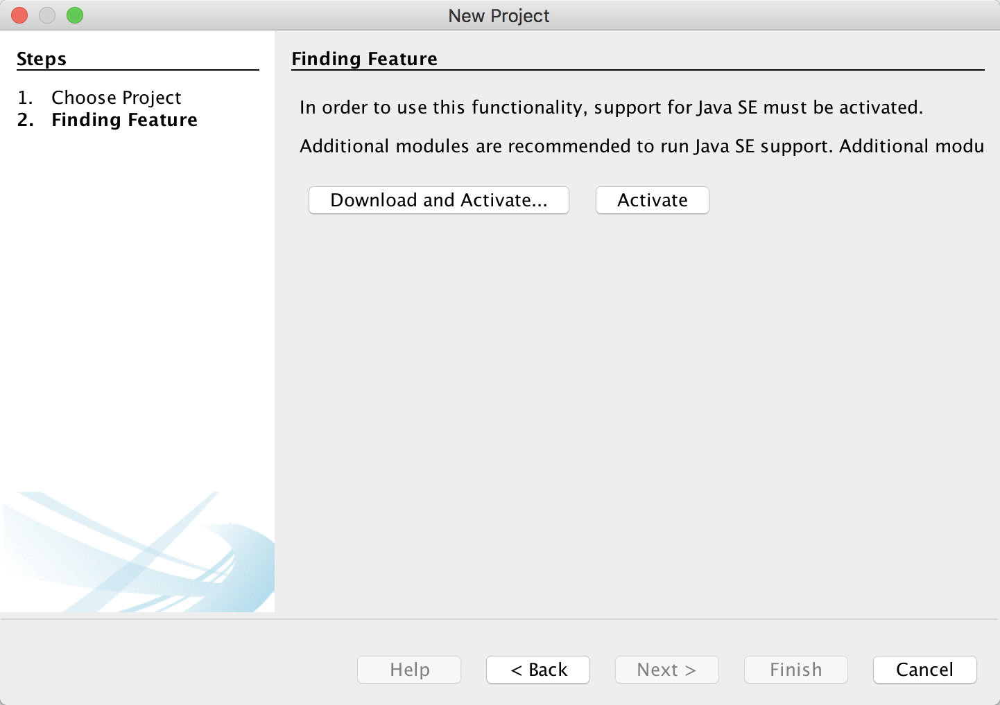 New Project
Steps
1. Choose Project
2. Finding Feature
Finding Feature
In order to use this functionality, support for Java SE must be activated.
Additional modules are recommended to run Java SE support. Additional modu
Download and Activate... Activate
Help < Back Next > Finish Cancel